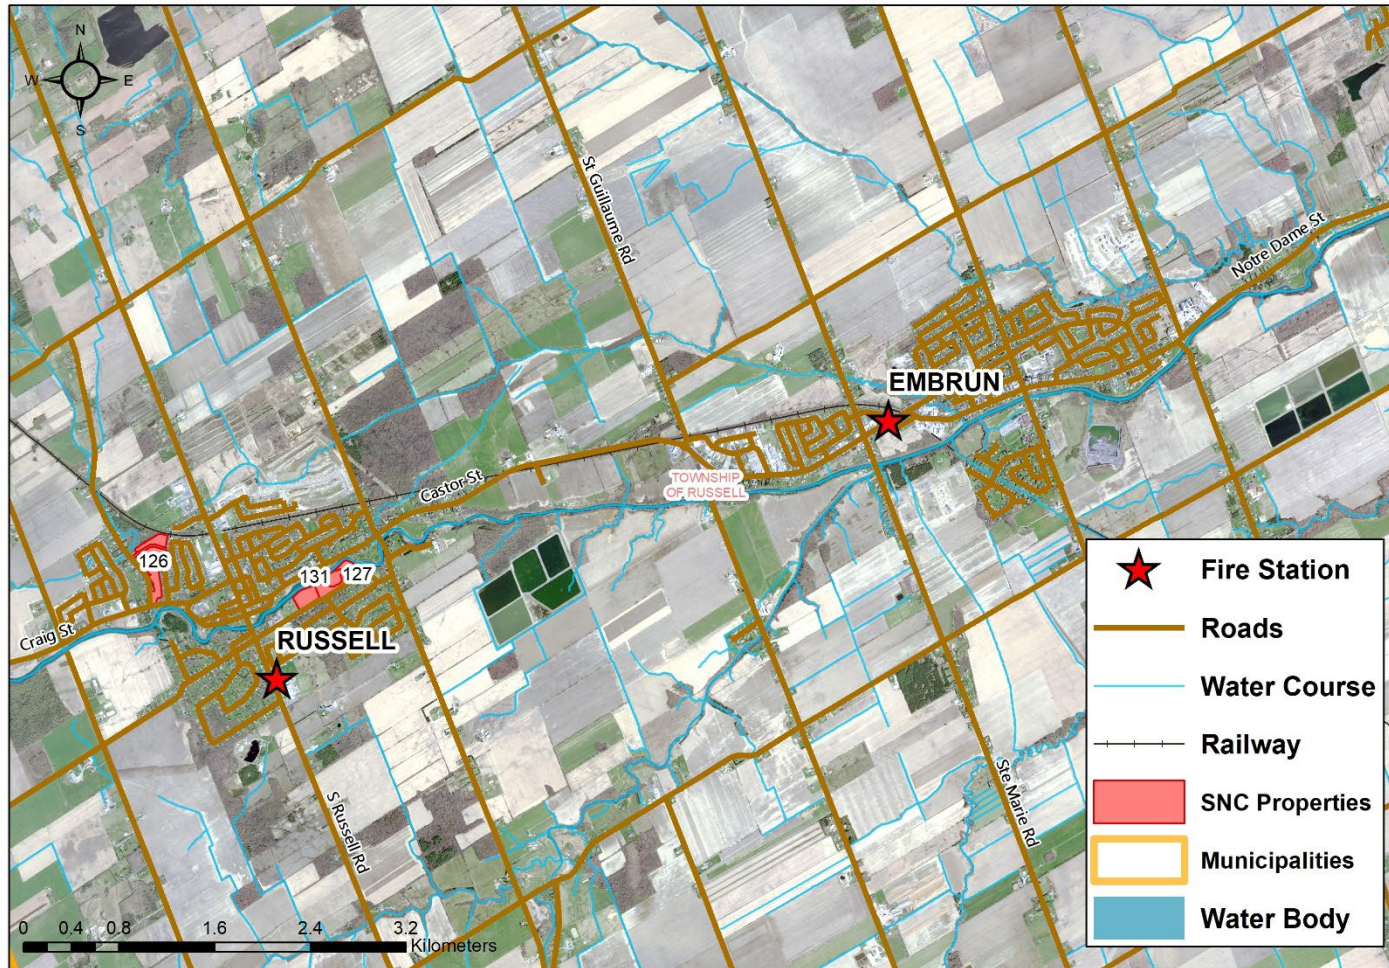 N
W E
S
St Guillaume Rd
Notre Dame St
EMBRUN
Castor St
TOWNSHIP
OF RUSSELL
126
131 127
Craig St
RUSSELL
S Russell Rd
Ste Marie Rd
Fire Station
Roads
Water Course
Railway
SNC Properties
Municipalities
Water Body
0 0.4 0.8 1.6 2.4 3.2
Kilometers